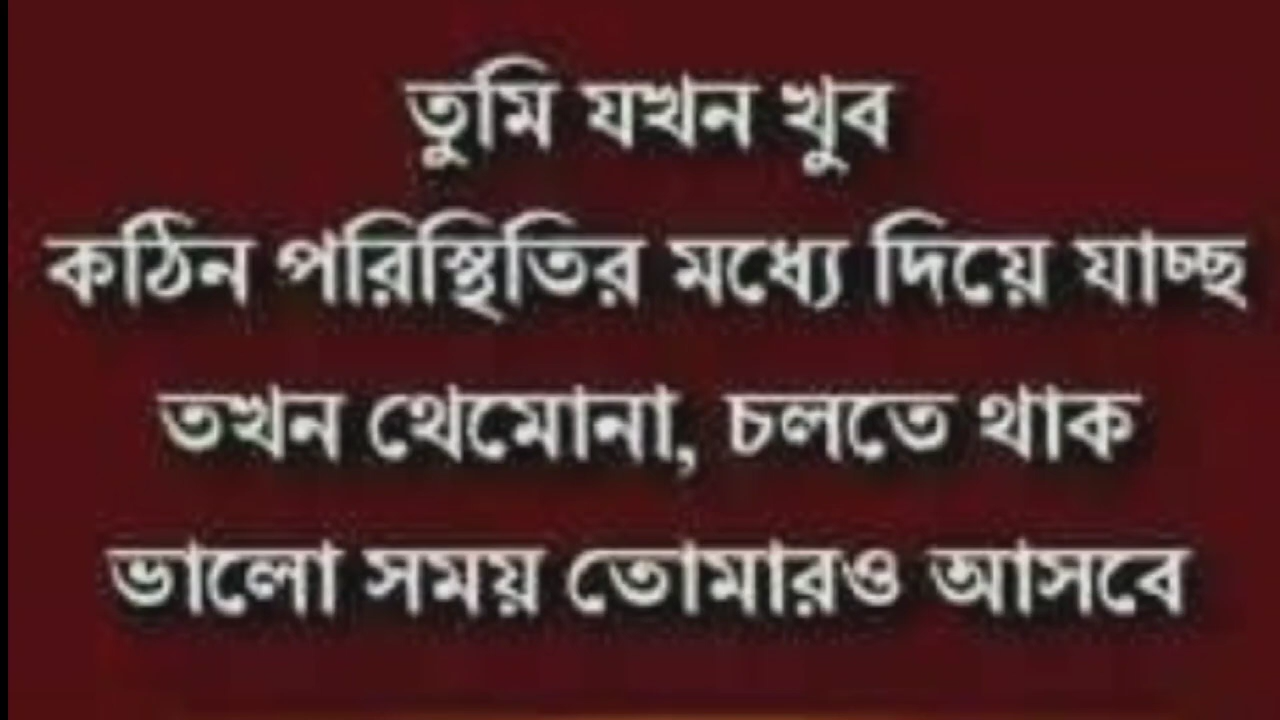 তুমি যখন খুব
কঠিন পরিস্থিতির মধ্যে দিয়ে যাচ্ছ
তখন থেমোনা, চলতে থাক
ভালো সময় তোমারও আসবে